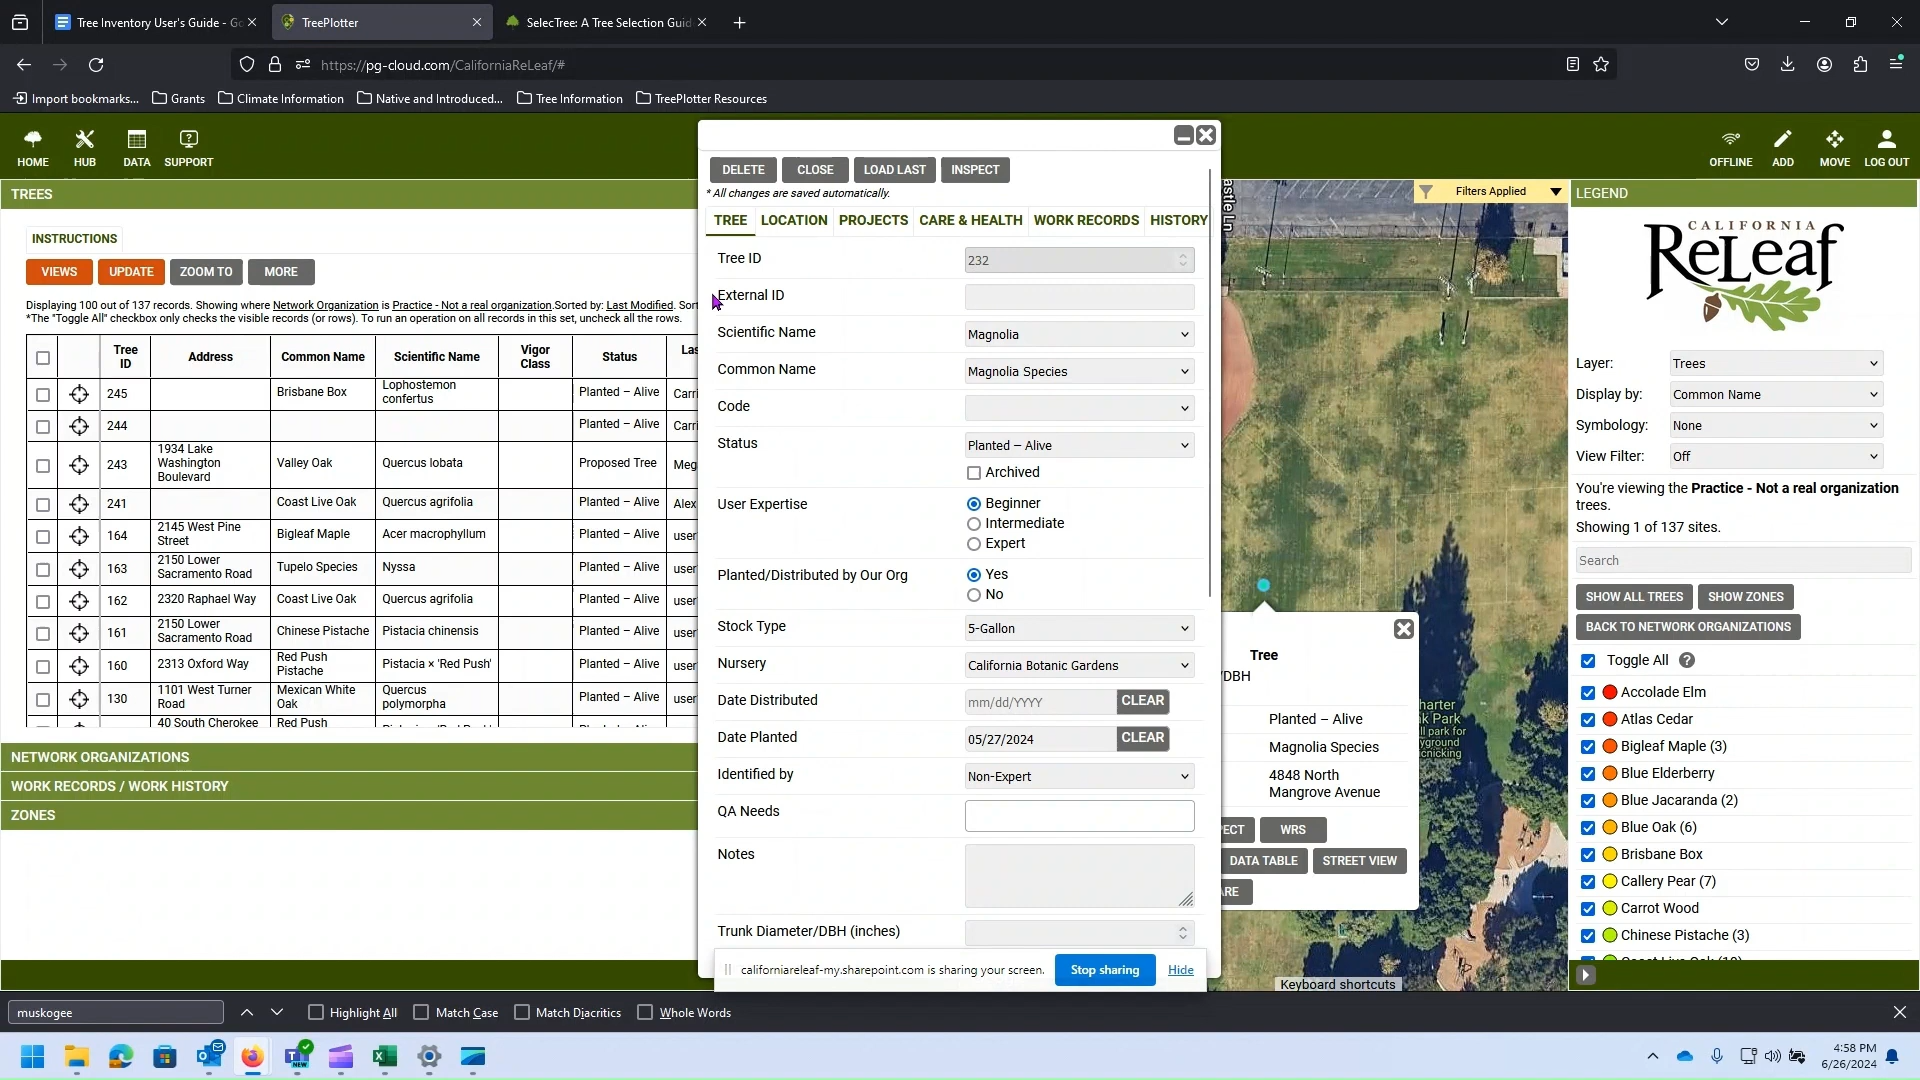 Tree Inventory User's Guide - Go
TreePlotter
SelecTree: A Tree Selection Guid
https://pg-cloud.com/CaliforniaReLeaf/#
Import bookmarks...
Grants
Climate Information
Native and Introduced...
Tree Information
TreePlotter Resources
HOME
HUB
DATA
SUPPORT
OFFLINE
ADD
MOVE
LOG OUT
TREES
INSTRUCTIONS
VIEWS
UPDATE
ZOOM TO
MORE
Displaying 100 out of 137 records. Showing where Network Organization is Practice - Not a real organization.Sorted by: Last Modified. Sort
*The "Toggle All" checkbox only checks the visible records (or rows). To run an operation on all records in this set, uncheck all the rows.
Tree ID Address Common Name Scientific Name Vigor Class Status Las
245 Brisbane Box Lophostemon confertus Planted – Alive Carri
244 Planted – Alive Carri
243 1934 Lake Washington Boulevard Valley Oak Quercus lobata Proposed Tree Meg
241 Coast Live Oak Quercus agrifolia Planted – Alive Alex
164 2145 West Pine Street Bigleaf Maple Acer macrophyllum Planted – Alive user
163 2150 Lower Sacramento Road Tupelo Species Nyssa Planted – Alive user
162 2320 Raphael Way Coast Live Oak Quercus agrifolia Planted – Alive user
161 2150 Lower Sacramento Road Chinese Pistache Pistacia chinensis Planted – Alive user
160 2313 Oxford Way Red Push Pistache Pistacia × 'Red Push' Planted – Alive user
130 1101 West Turner Road Mexican White Oak Quercus polymorpha Planted – Alive user
40 South Cherokee Red Push
NETWORK ORGANIZATIONS
WORK RECORDS / WORK HISTORY
ZONES
DELETE
CLOSE
LOAD LAST
INSPECT
* All changes are saved automatically.
TREE
LOCATION
PROJECTS
CARE & HEALTH
WORK RECORDS
HISTORY
Tree ID 232
External ID
Scientific Name Magnolia
Common Name Magnolia Species
Code
Status Planted – Alive
Archived
User Expertise Beginner
Intermediate
Expert
Planted/Distributed by Our Org Yes
No
Stock Type 5-Gallon
Nursery California Botanic Gardens
Date Distributed mm/dd/YYYY CLEAR
Date Planted 05/27/2024 CLEAR
Identified by Non-Expert
QA Needs
Notes
Trunk Diameter/DBH (inches)
californiareleaf-my.sharepoint.com is sharing your screen.
Stop sharing
Hide
astle Ln
Filters Applied
Tree
/DBH
Planted – Alive
Magnolia Species
4848 North
Mangrove Avenue
ECT
WRS
DATA TABLE
STREET VIEW
ARE
Keyboard shortcuts
LEGEND
CALIFORNIA
ReLeaf
Layer: Trees
Display by: Common Name
Symbology: None
View Filter: Off
You're viewing the Practice - Not a real organization
trees.
Showing 1 of 137 sites.
Search
SHOW ALL TREES
SHOW ZONES
BACK TO NETWORK ORGANIZATIONS
Toggle All ?
Accolade Elm
Atlas Cedar
Bigleaf Maple (3)
Blue Elderberry
Blue Jacaranda (2)
Blue Oak (6)
Brisbane Box
Callery Pear (7)
Carrot Wood
Chinese Pistache (3)
muskogee
Highlight All
Match Case
Match Diacritics
Whole Words
NEW
4:58 PM
6/26/2024